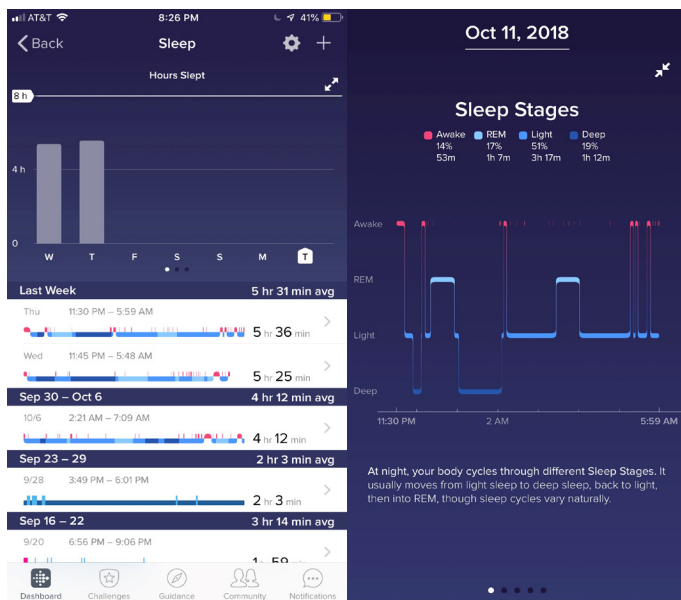 AT&T 8:26 PM 41%
Back Sleep
Hours Slept
8 h
4 h
0
W T F S S M T
Last Week 5 hr 31 min avg
Thu 11:30 PM – 5:59 AM
5 hr 36 min
Wed 11:45 PM – 5:48 AM
5 hr 25 min
Sep 30 – Oct 6 4 hr 12 min avg
10/6 2:21 AM – 7:09 AM
4 hr 12 min
Sep 23 – 29 2 hr 3 min avg
9/28 3:49 PM – 6:01 PM
2 hr 3 min
Sep 16 – 22 3 hr 14 min avg
9/20 6:56 PM – 9:06 PM
1 59
Dashboard Challenges Guidance Community Notifications
Oct 11, 2018
Sleep Stages
Awake REM Light Deep
14% 17% 51% 19%
53m 1h 7m 3h 17m 1h 12m
Awake
REM
Light
Deep
11:30 PM 2 AM 5:59 AM
At night, your body cycles through different Sleep Stages. It
usually moves from light sleep to deep sleep, back to light,
then into REM, though sleep cycles vary naturally.